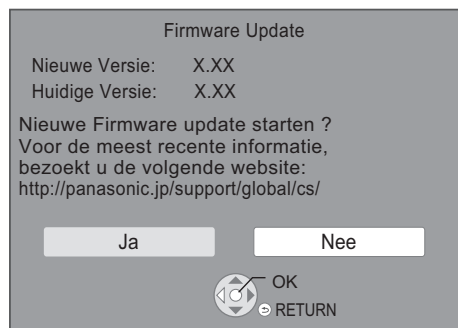 Firmware Update
Nieuwe Versie: X.XX
Huidige Versie: X.XX
Nieuwe Firmware update starten ?
Voor de meest recente informatie,
bezoekt u de volgende website:
http://panasonic.jp/support/global/cs/
Ja Nee
OK
RETURN